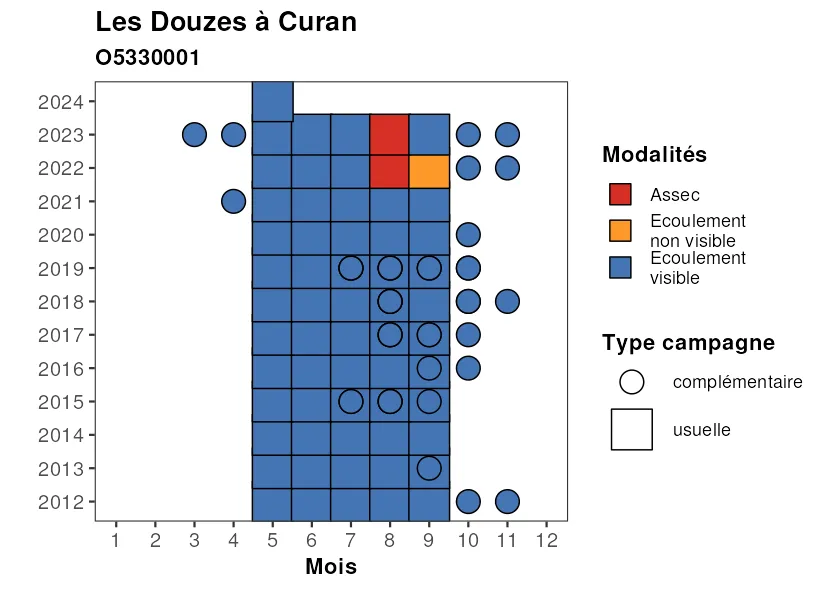 Les Douzes à Curan
O5330001
2024
2023
2022
2021
2020
2019
2018
2017
2016
2015
2014
2013
2012
1 2 3 4 5 6 7 8 9 10 11 12
Mois
Modalités
Assec
Ecoulement
non visible
Ecoulement
visible
Type campagne
complémentaire
usuelle